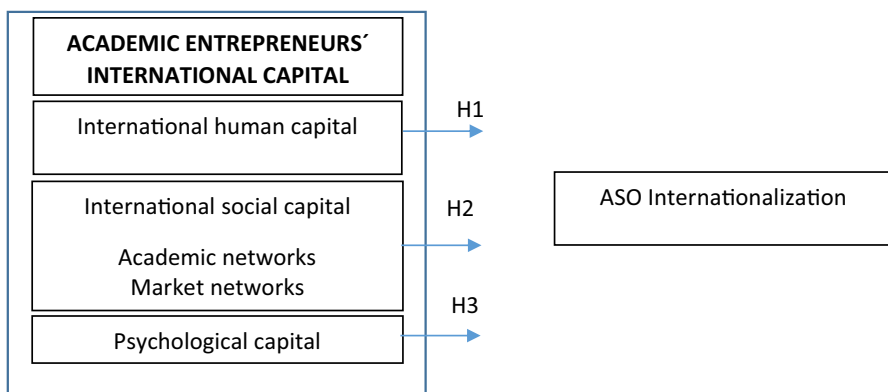 ACADEMIC ENTREPRENEURS´
INTERNATIONAL CAPITAL
International human capital
H1
International social capital
Academic networks
Market networks
H2
Psychological capital
H3
ASO Internationalization